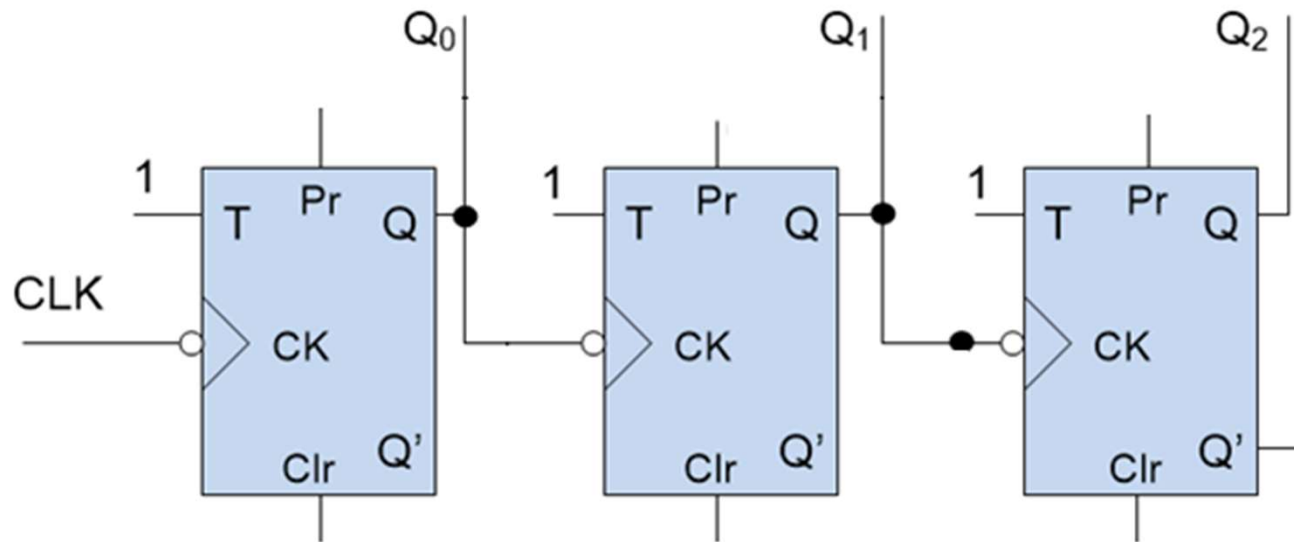 Q₀ Q₁ Q₂
1 1 1
Pr Pr Pr
T Q T Q T Q
CLK
CK CK CK
Q’ Q’ Q’
Clr Clr Clr